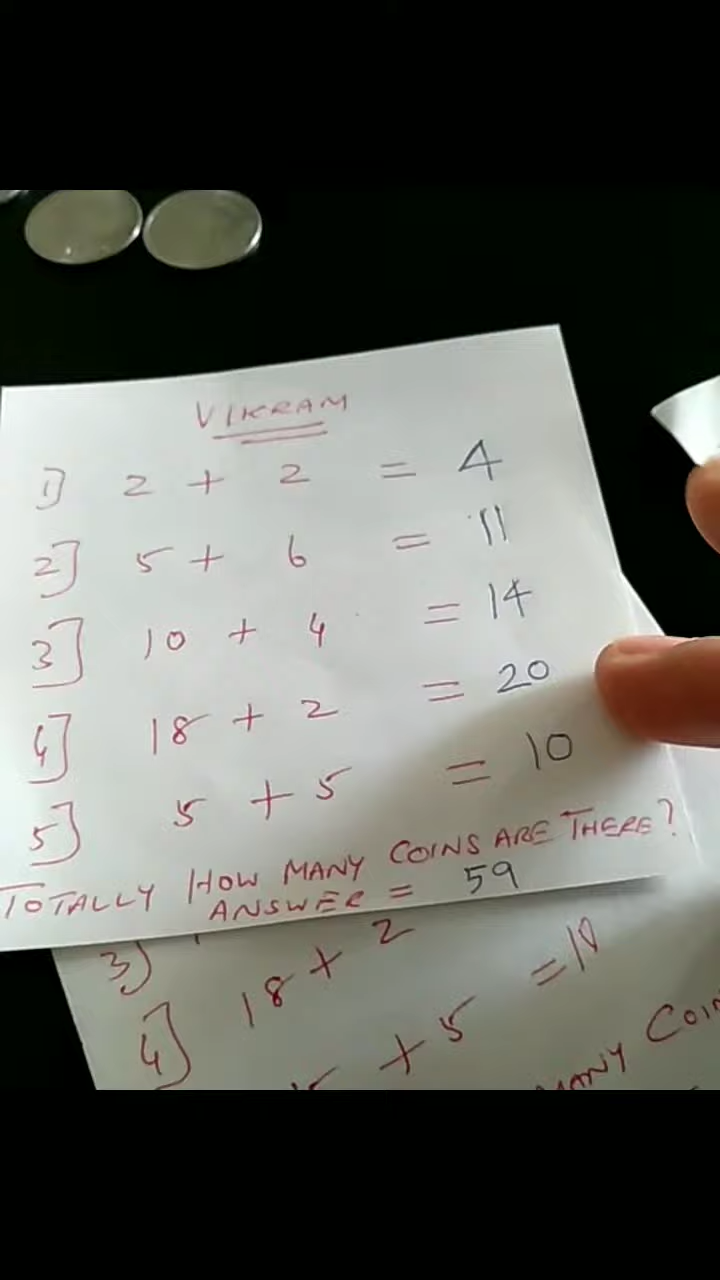 VIKRAM
1] 2 + 2 = 4
2] 5 + 6 = 11
3] 10 + 4 = 14
4] 18 + 2 = 20
5] 5 + 5 = 10
TOTALLY HOW MANY COINS ARE THERE?
ANSWER = 59
3)
4] 18 + 2
+ 5 =
MANY